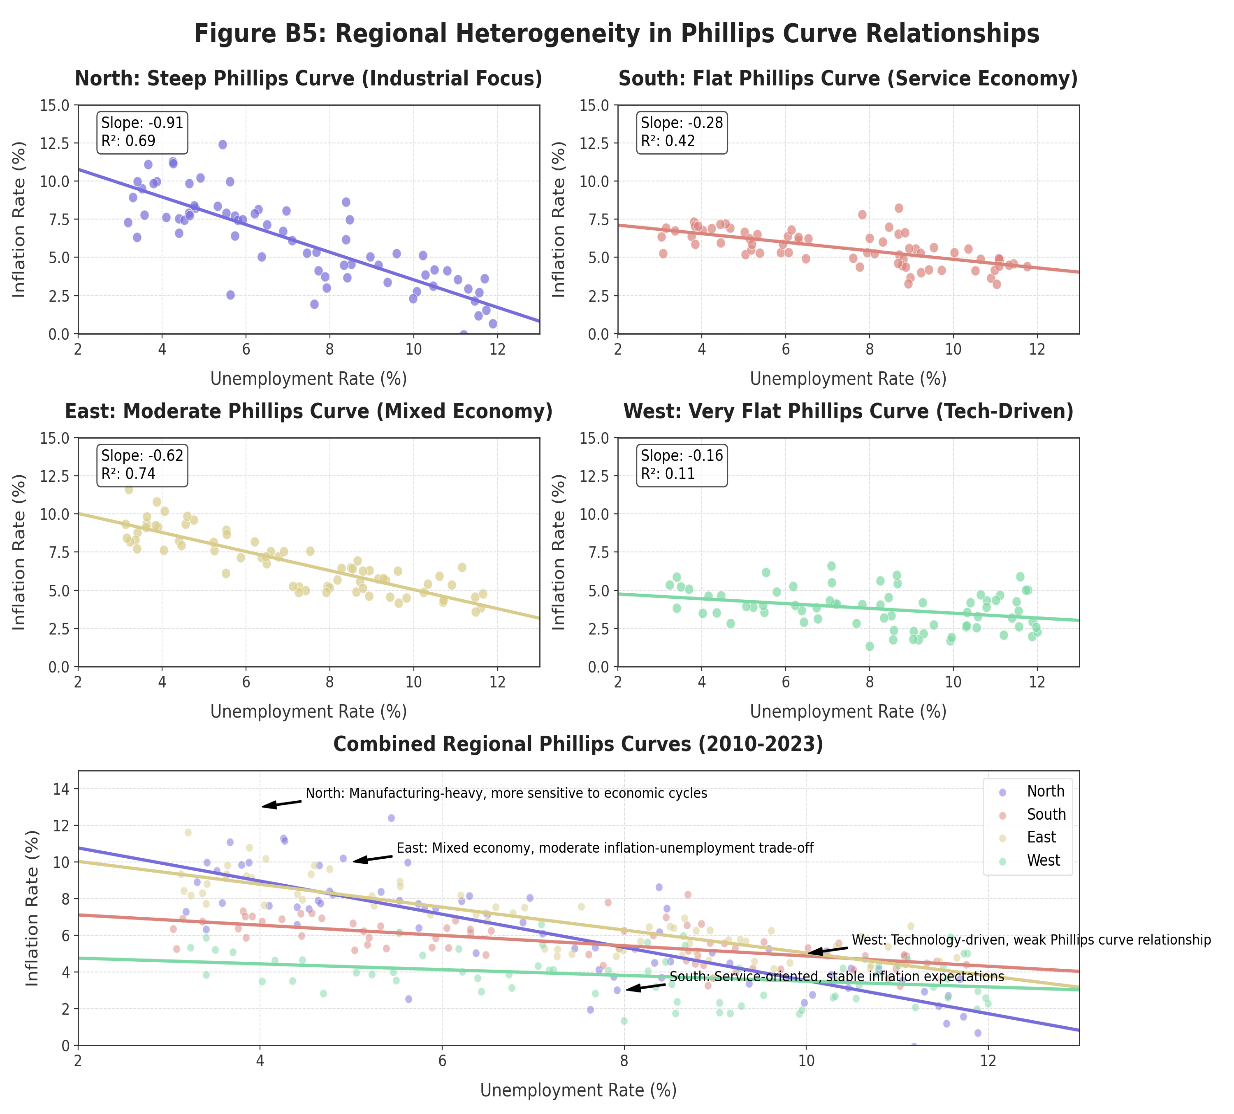 Figure B5: Regional Heterogeneity in Phillips Curve Relationships
North: Steep Phillips Curve (Industrial Focus)
Slope: -0.91
R²: 0.69
15.0
12.5
10.0
7.5
5.0
2.5
0.0
Inflation Rate (%)
2 4 6 8 10 12
Unemployment Rate (%)
South: Flat Phillips Curve (Service Economy)
Slope: -0.28
R²: 0.42
15.0
12.5
10.0
7.5
5.0
2.5
0.0
Inflation Rate (%)
2 4 6 8 10 12
Unemployment Rate (%)
East: Moderate Phillips Curve (Mixed Economy)
Slope: -0.62
R²: 0.74
15.0
12.5
10.0
7.5
5.0
2.5
0.0
Inflation Rate (%)
2 4 6 8 10 12
Unemployment Rate (%)
West: Very Flat Phillips Curve (Tech-Driven)
Slope: -0.16
R²: 0.11
15.0
12.5
10.0
7.5
5.0
2.5
0.0
Inflation Rate (%)
2 4 6 8 10 12
Unemployment Rate (%)
Combined Regional Phillips Curves (2010-2023)
14
12
10
8
6
4
2
0
Inflation Rate (%)
North: Manufacturing-heavy, more sensitive to economic cycles
East: Mixed economy, moderate inflation-unemployment trade-off
West: Technology-driven, weak Phillips curve relationship
South: Service-oriented, stable inflation expectations
North
South
East
West
2 4 6 8 10 12
Unemployment Rate (%)